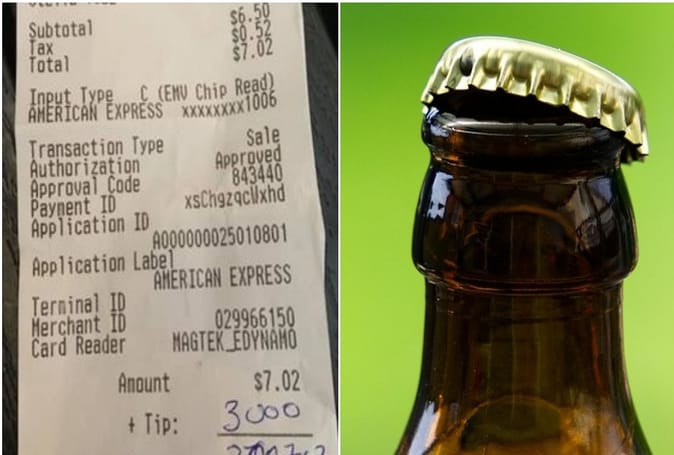 $6.50
Subtotal $0.52
Tax $7.02
Total
Input Type C (EMV Chip Read)
AMERICAN EXPRESS xxxxxxxx1006
Transaction Type Sale
Authorization Approved
Approval Code 843440
Payment ID xsChgzqcWxhd
Application ID
A000000025010801
Application Label
AMERICAN EXPRESS
Terminal ID
Merchant ID 029966150
Card Reader MAGTEK_EDYNAMO
Amount $7.02
+ Tip: 3000